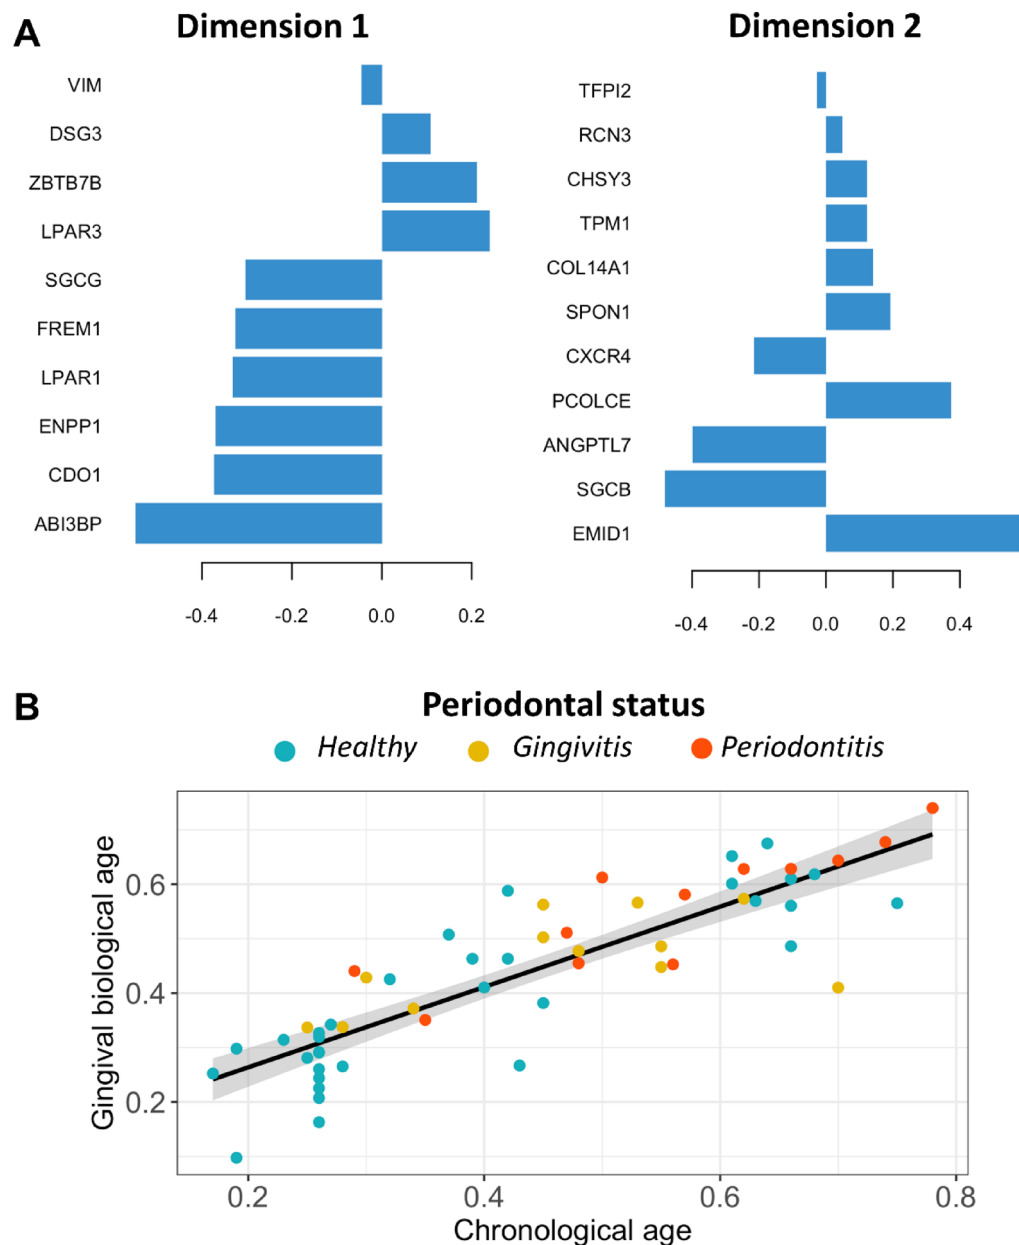 A
Dimension 1
Dimension 2
VIM
DSG3
ZBTB7B
LPAR3
SGCG
FREM1
LPAR1
ENPP1
CDO1
ABI3BP
-0.4 -0.2 0.0 0.2
TFPI2
RCN3
CHSY3
TPM1
COL14A1
SPON1
CXCR4
PCOLCE
ANGPTL7
SGCB
EMID1
-0.4 -0.2 0.0 0.2 0.4
B
Periodontal status
Healthy Gingivitis Periodontitis
Gingival biological age
0.6
0.4
0.2
0.2 0.4 0.6 0.8
Chronological age